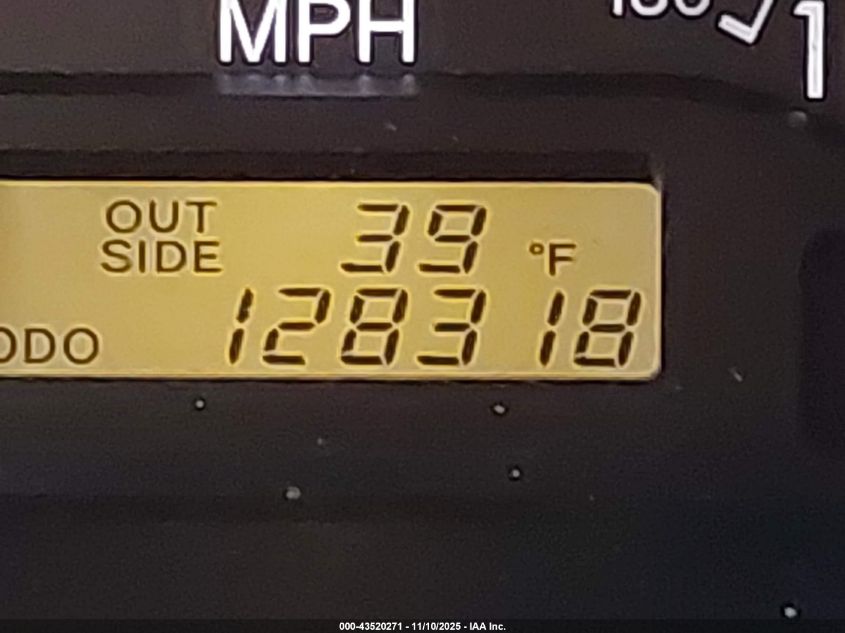 MPH
OUT 39 °F
SIDE
ODO 128318
000-43520271 - 11/10/2025 - IAA Inc.